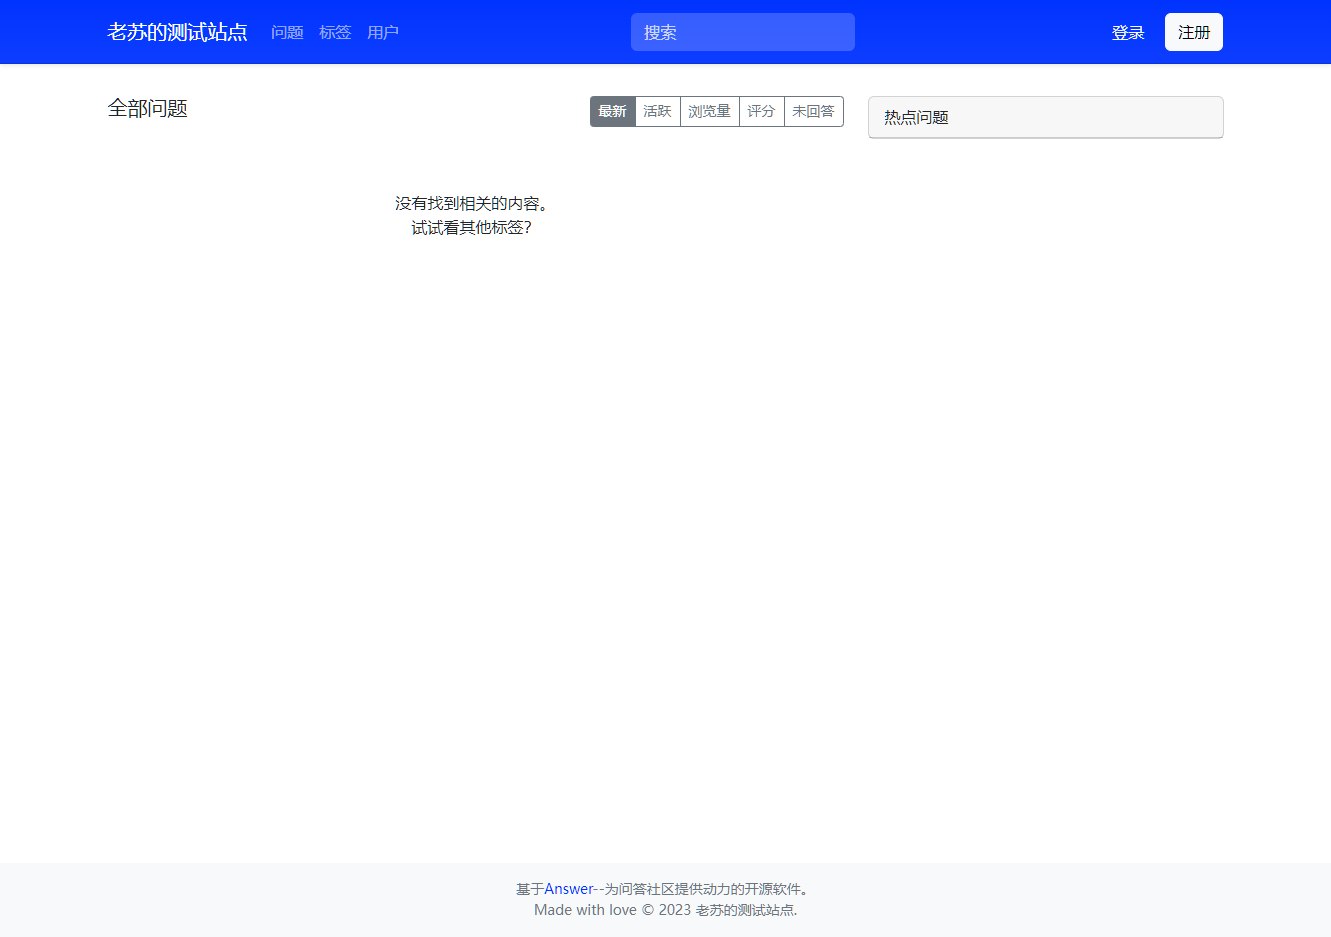 老苏的测试站点 问题 标签 用户 搜索 登录 注册
全部问题 最新 活跃 浏览量 评分 未回答 热点问题
没有找到相关的内容。
试试看其他标签?
基于Answer--为问答社区提供动力的开源软件。
Made with love © 2023 老苏的测试站点.